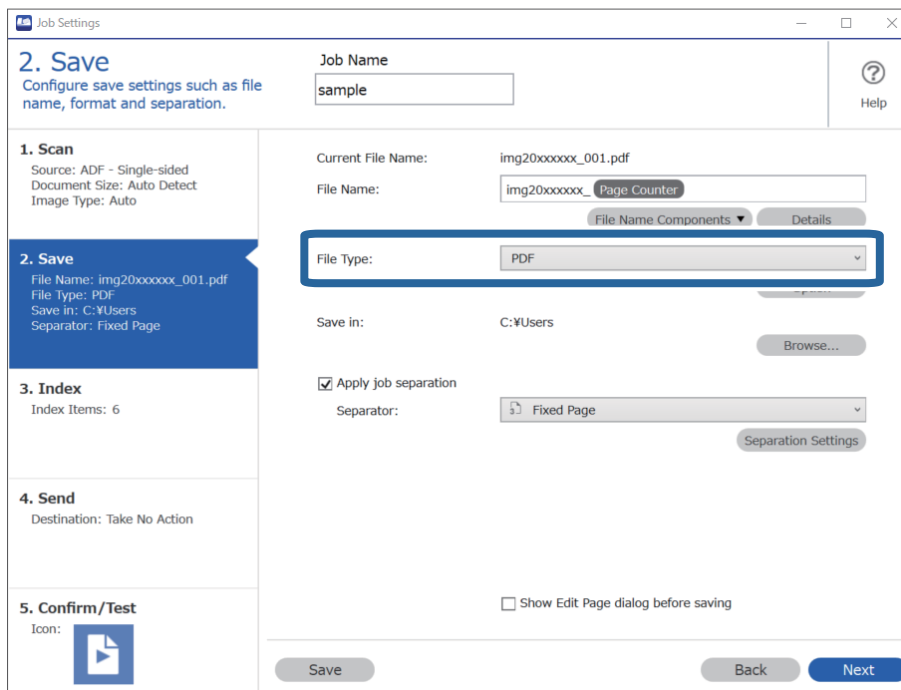 Job Settings
2. Save
Configure save settings such as file
name, format and separation.
Job Name
sample
Help
1. Scan
Source: ADF - Single-sided
Document Size: Auto Detect
Image Type: Auto
2. Save
File Name: img20xxxxxx_001.pdf
File Type: PDF
Save in: C:¥Users
Separator: Fixed Page
3. Index
Index Items: 6
4. Send
Destination: Take No Action
5. Confirm/Test
Icon:
Current File Name: img20xxxxxx_001.pdf
File Name: img20xxxxxx_ Page Counter
File Name Components ▼ Details
File Type: PDF
Save in: C:¥Users
Browse...
Apply job separation
Separator: 3 Fixed Page
Separation Settings
Show Edit Page dialog before saving
Save Back Next